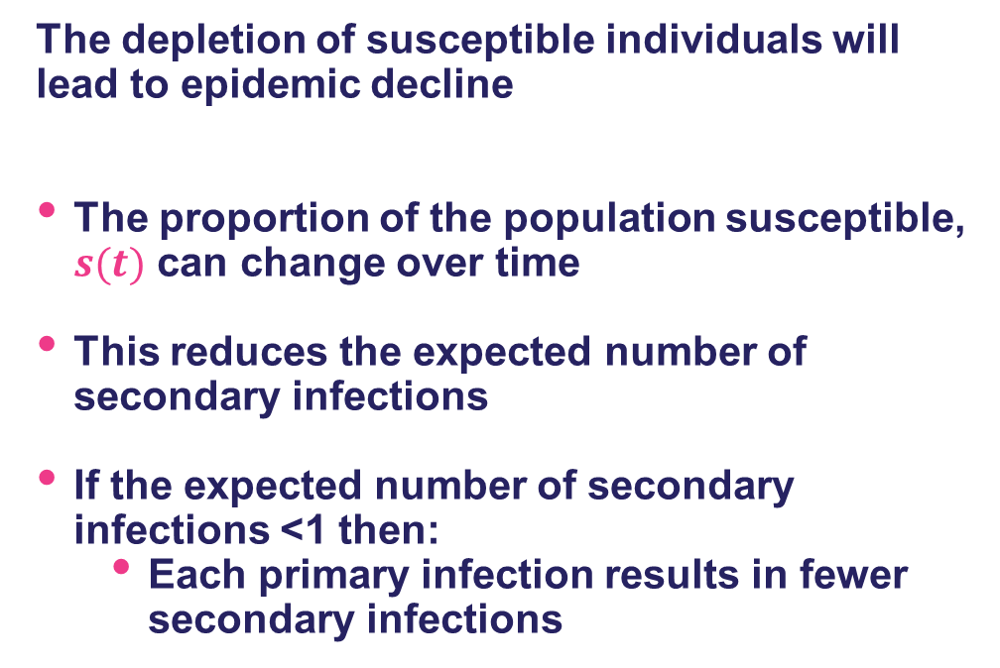 The depletion of susceptible individuals will
lead to epidemic decline
• The proportion of the population susceptible,
s(t) can change over time
• This reduces the expected number of
secondary infections
• If the expected number of secondary
infections <1 then:
• Each primary infection results in fewer
secondary infections